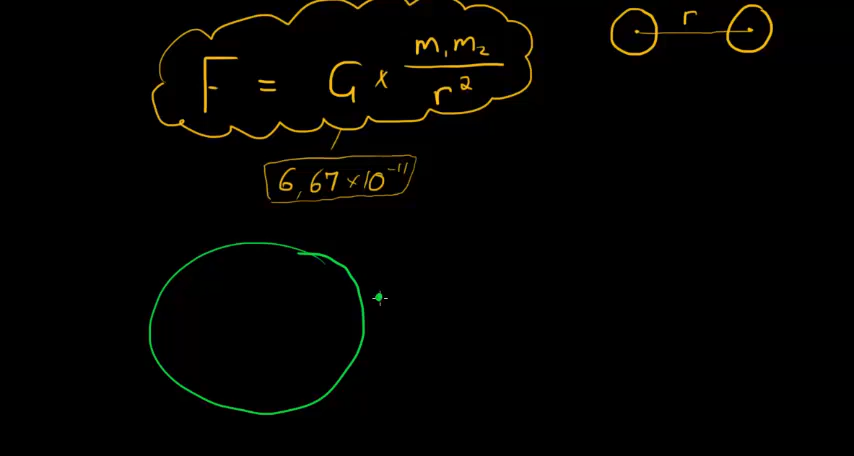 r
F = G × m₁m₂ / r²
6,67×10⁻¹¹